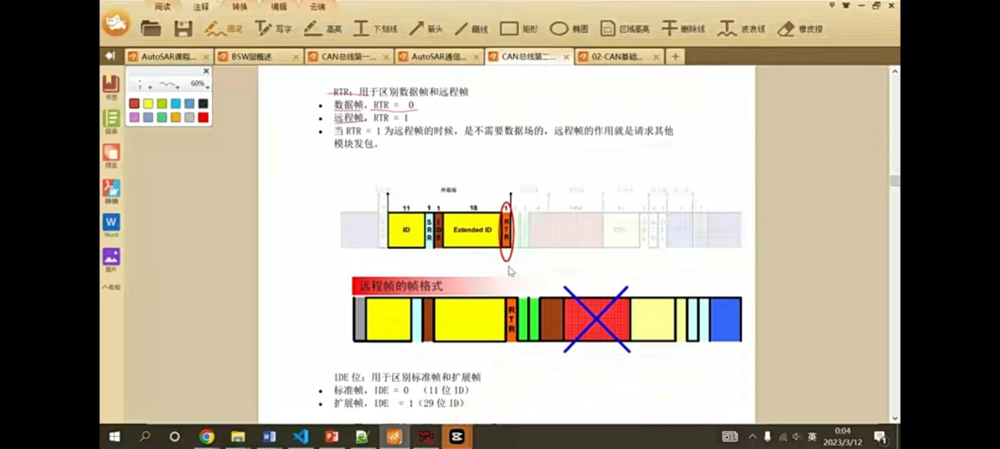 阅读 注释 转换 编辑 云端
画笔 写字 高亮 下划线 箭头 画线 矩形 椭圆 区域高亮 删除线 波浪线 橡皮擦
AutoSAR课程... BSW层概述 CAN总线第一... AutoSAR通信... CAN总线第二... 02-CAN基础...
60%
书签
目录
预览
转换
Word
图片
RTR：用于区别数据帧和远程帧
• 数据帧，RTR = 0
• 远程帧，RTR = 1
• 当 RTR = 1 为远程帧的时候，是不需要数据场的，远程帧的作用就是请求其他
模块发包。
仲裁场
11 1 1 18 1
ID SRR IDE Extended ID RTR
远程帧的帧格式
RTR
IDE 位：用于区别标准帧和扩展帧
• 标准帧，IDE = 0 （11 位 ID）
• 扩展帧，IDE = 1（29 位 ID）
英
0:04
2023/3/12